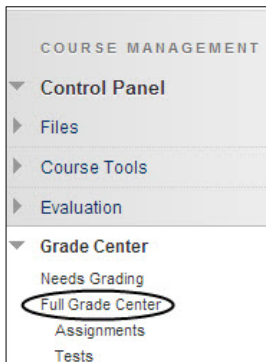 COURSE MANAGEMENT
Control Panel
Files
Course Tools
Evaluation
Grade Center
Needs Grading
Full Grade Center
Assignments
Tests